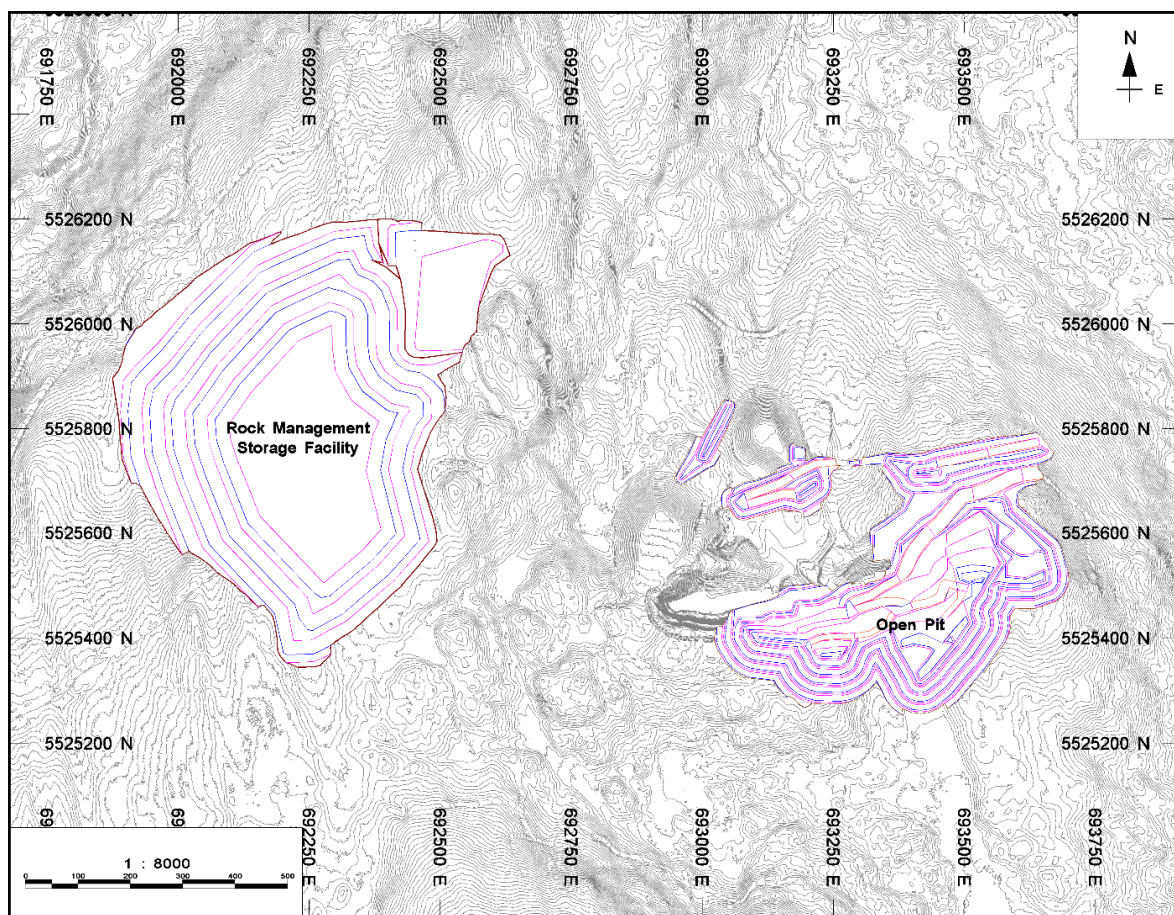 691750 E
692000 E
692250 E
692500 E
692750 E
693000 E
693250 E
693500 E
N
E
5526200 N
5526200 N
5526000 N
5526000 N
5525800 N
5525800 N
Rock Management
Storage Facility
5525600 N
5525600 N
5525400 N
Open Pit
5525400 N
5525200 N
5525200 N
692250 E
692500 E
692750 E
693000 E
693250 E
693500 E
693750 E
1 : 8000
0 100 200 300 400 500